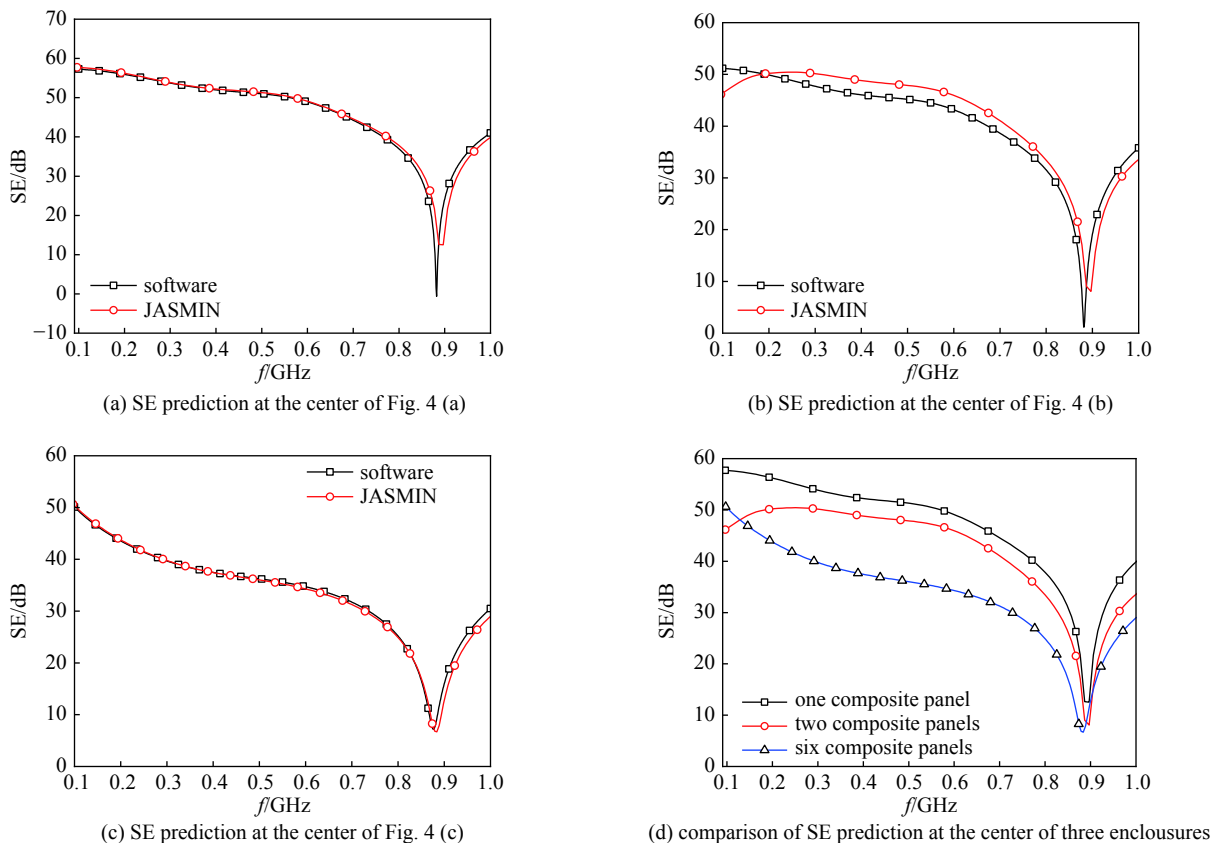 70
60
50
40
30
20
10
0
−10
SE/dB
software
JASMIN
0.1 0.2 0.3 0.4 0.5 0.6 0.7 0.8 0.9 1.0
f/GHz
(a) SE prediction at the center of Fig. 4 (a)
60
50
40
30
20
10
0
SE/dB
software
JASMIN
0.1 0.2 0.3 0.4 0.5 0.6 0.7 0.8 0.9 1.0
f/GHz
(b) SE prediction at the center of Fig. 4 (b)
60
50
40
30
20
10
0
SE/dB
software
JASMIN
0.1 0.2 0.3 0.4 0.5 0.6 0.7 0.8 0.9 1.0
f/GHz
(c) SE prediction at the center of Fig. 4 (c)
60
50
40
30
20
10
0
SE/dB
one composite panel
two composite panels
six composite panels
0.1 0.2 0.3 0.4 0.5 0.6 0.7 0.8 0.9 1.0
f/GHz
(d) comparison of SE prediction at the center of three enclousures